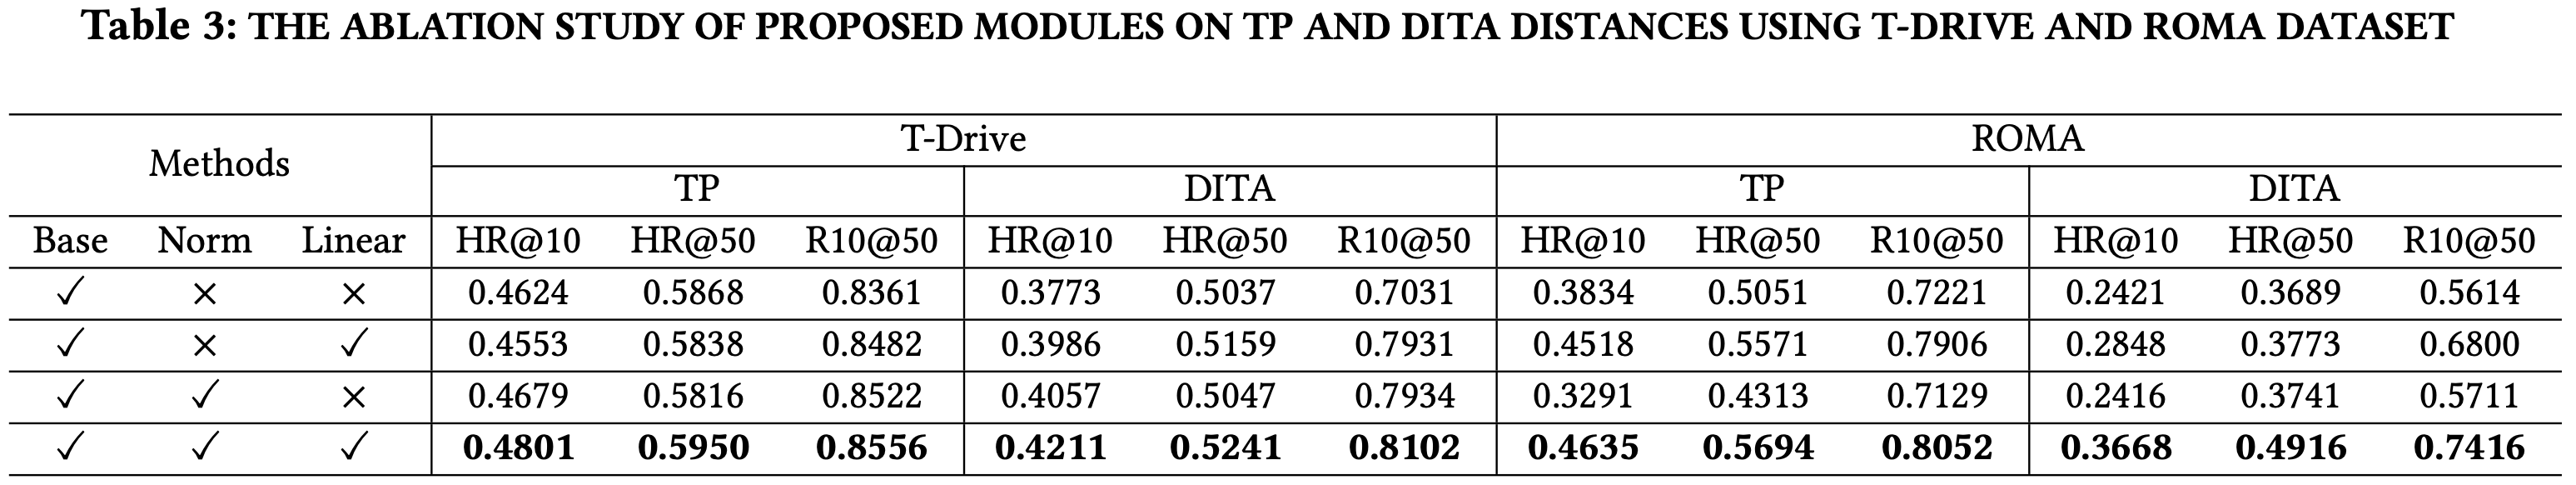 Table 3: THE ABLATION STUDY OF PROPOSED MODULES ON TP AND DITA DISTANCES USING T-DRIVE AND ROMA DATASET
Methods T-Drive ROMA
TP DITA TP DITA
Base Norm Linear HR@10 HR@50 R10@50 HR@10 HR@50 R10@50 HR@10 HR@50 R10@50 HR@10 HR@50 R10@50
✓ × × 0.4624 0.5868 0.8361 0.3773 0.5037 0.7031 0.3834 0.5051 0.7221 0.2421 0.3689 0.5614
✓ × ✓ 0.4553 0.5838 0.8482 0.3986 0.5159 0.7931 0.4518 0.5571 0.7906 0.2848 0.3773 0.6800
✓ ✓ × 0.4679 0.5816 0.8522 0.4057 0.5047 0.7934 0.3291 0.4313 0.7129 0.2416 0.3741 0.5711
✓ ✓ ✓ 0.4801 0.5950 0.8556 0.4211 0.5241 0.8102 0.4635 0.5694 0.8052 0.3668 0.4916 0.7416